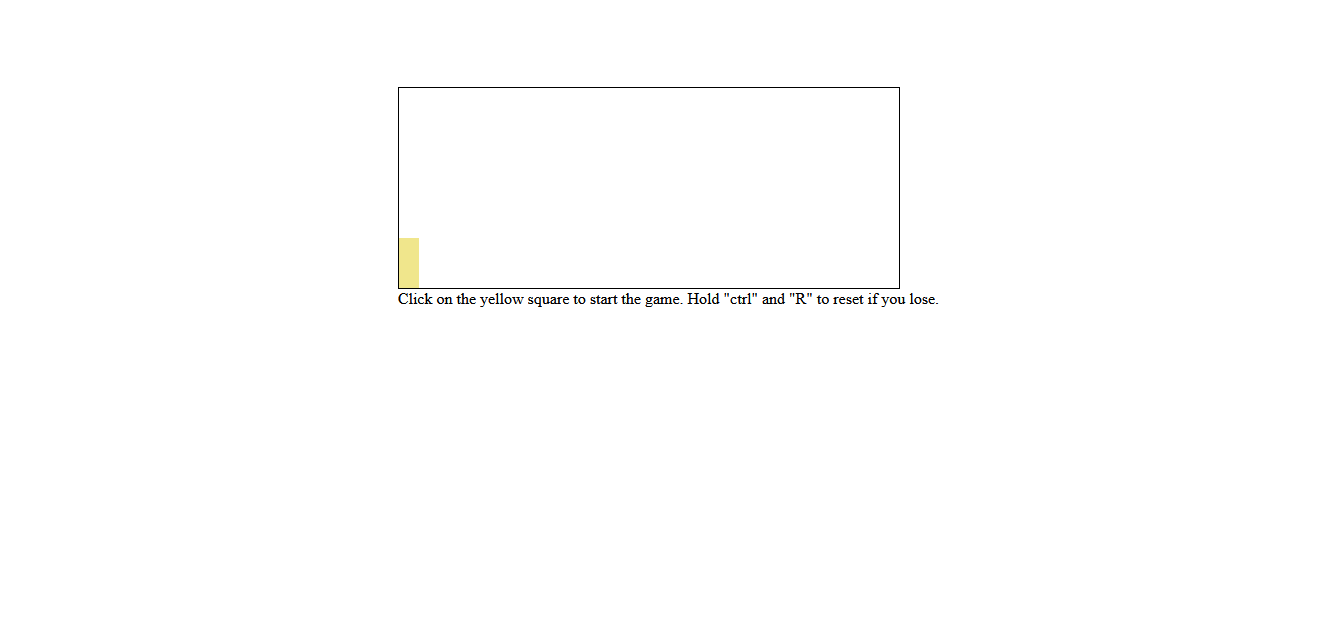 Click on the yellow square to start the game. Hold "ctrl" and "R" to reset if you lose.